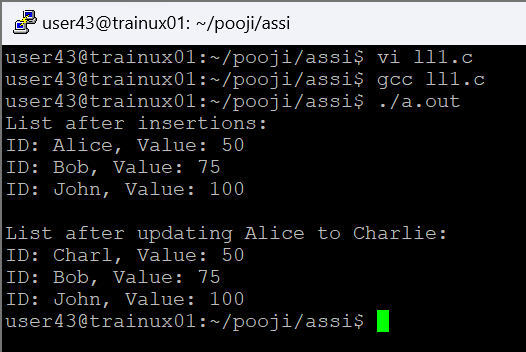 user43@trainux01: ~/pooji/assi
user43@trainux01:~/pooji/assi$ vi ll1.c
user43@trainux01:~/pooji/assi$ gcc ll1.c
user43@trainux01:~/pooji/assi$ ./a.out
List after insertions:
ID: Alice, Value: 50
ID: Bob, Value: 75
ID: John, Value: 100

List after updating Alice to Charlie:
ID: Charl, Value: 50
ID: Bob, Value: 75
ID: John, Value: 100
user43@trainux01:~/pooji/assi$